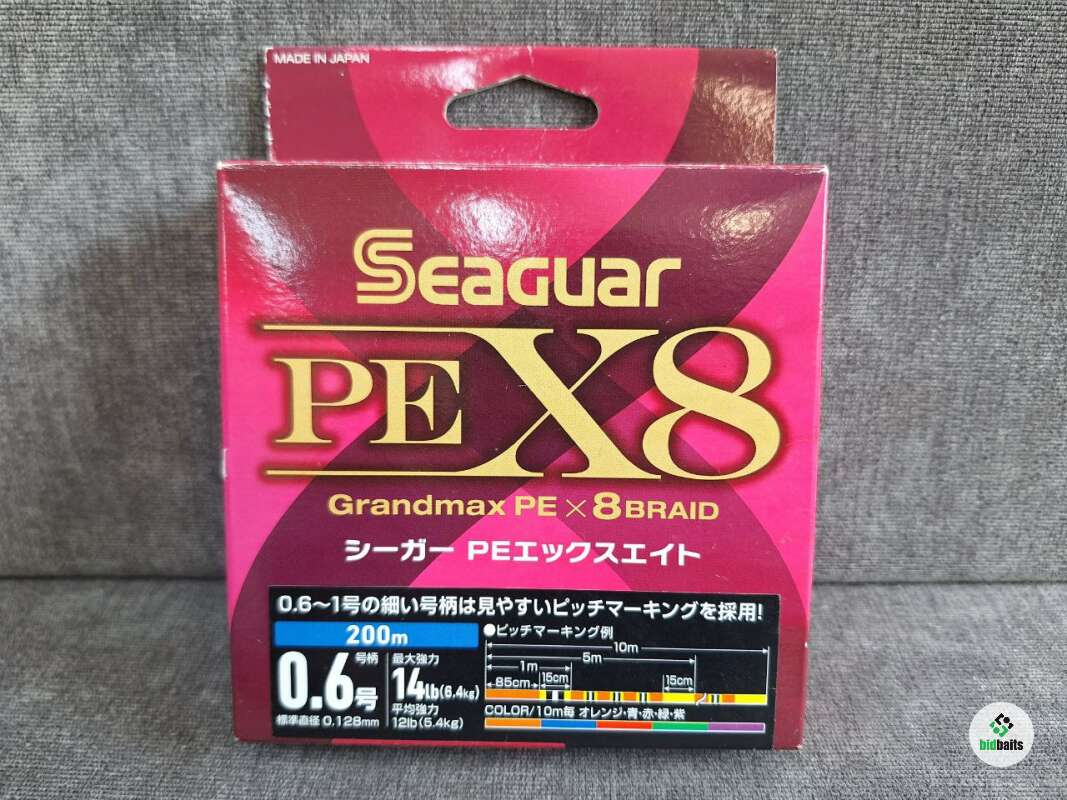 MADE IN JAPAN
SEAGUAR
PE X8
Grandmax PE×8BRAID
シーガー PEエックスエイト
0.6〜1号の細い号柄は見やすいピッチマーキングを採用!
200m
●ピッチマーキング例
10m
5m
1m
85cm
15cm
15cm
0.6号
号柄
標準直径 0.128mm
最大強力
14lb(6.4kg)
平均強力
12lb(5.4kg)
COLOR/10m毎 オレンジ・青・赤・緑・紫
bidbaits